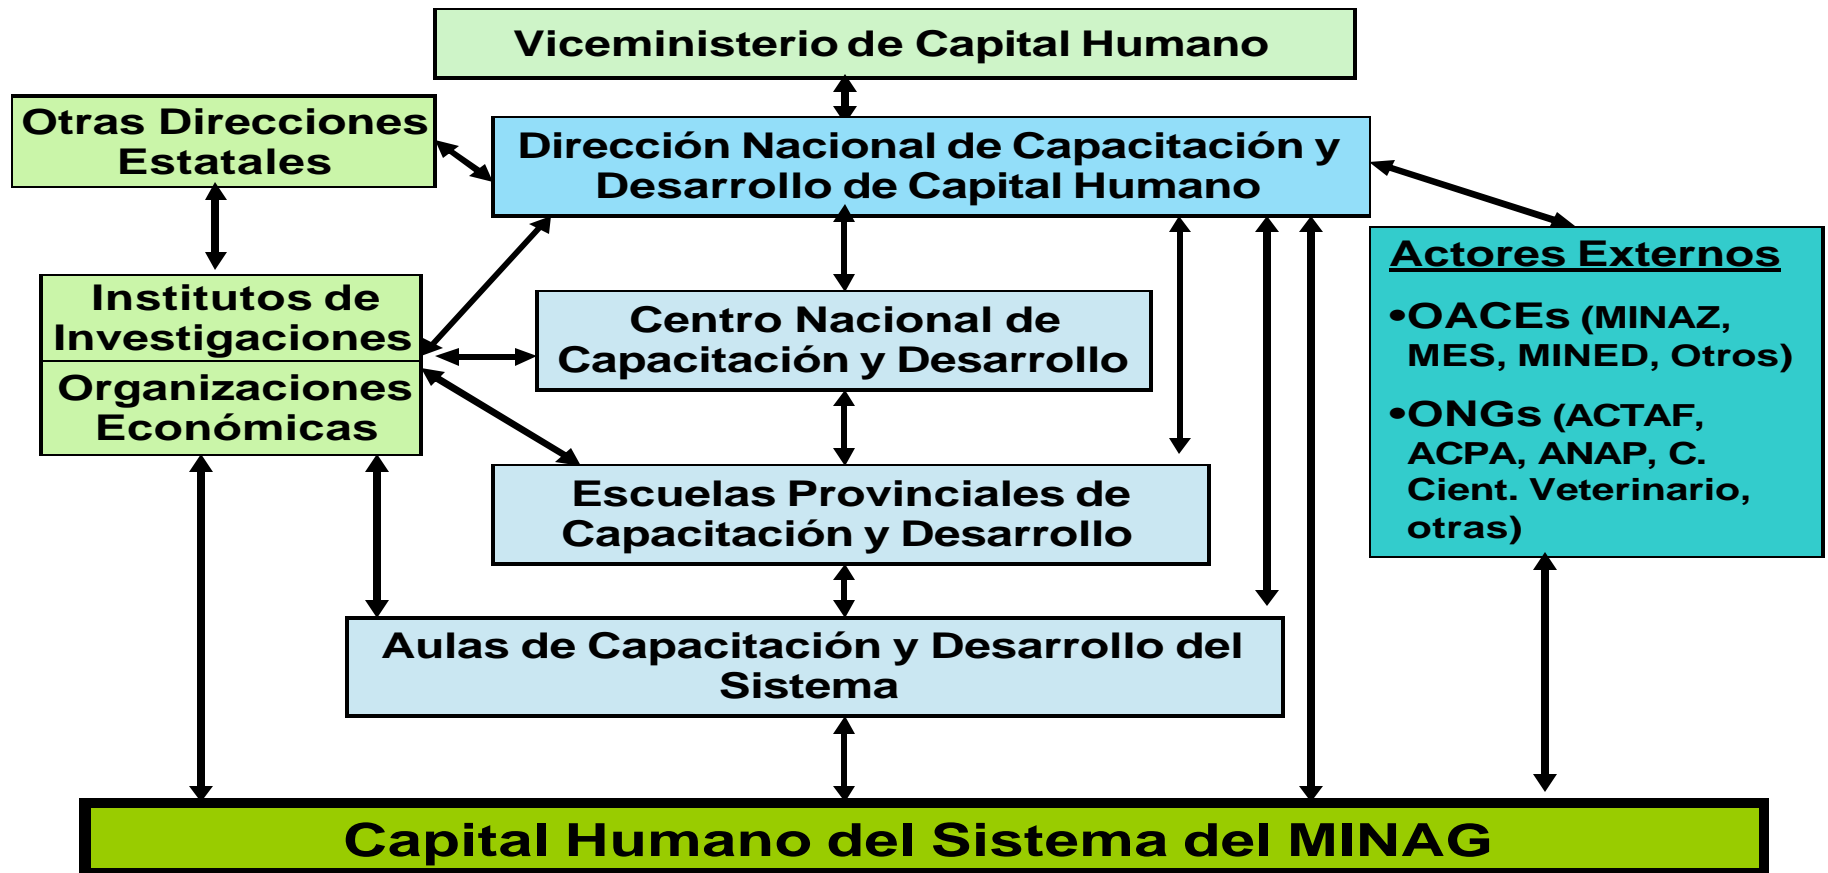 Viceministerio de Capital Humano
Otras Direcciones
Estatales
Dirección Nacional de Capacitación y
Desarrollo de Capital Humano
Actores Externos
•OACEs (MINAZ,
MES, MINED, Otros)
•ONGs (ACTAF,
ACPA, ANAP, C.
Cient. Veterinario,
otras)
Institutos de
Investigaciones
Organizaciones
Económicas
Centro Nacional de
Capacitación y Desarrollo
Escuelas Provinciales de
Capacitación y Desarrollo
Aulas de Capacitación y Desarrollo del
Sistema
Capital Humano del Sistema del MINAG